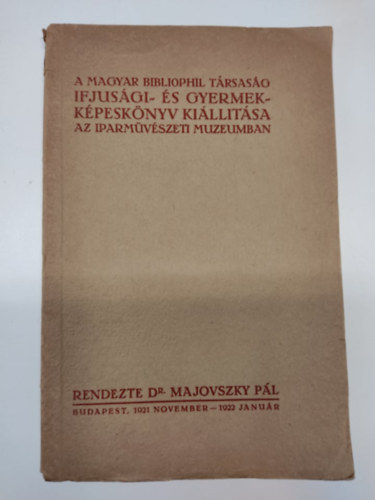 A MAGYAR BIBLIOPHIL TÁRSASÁG
IFJUSÁGI- ÉS GYERMEK-
KÉPESKÖNYV KIÁLLITÁSA
AZ IPARMŰVÉSZETI MUZEUMBAN
RENDEZTE DR. MAJOVSZKY PÁL
BUDAPEST, 1921 NOVEMBER – 1922 JANUÁR